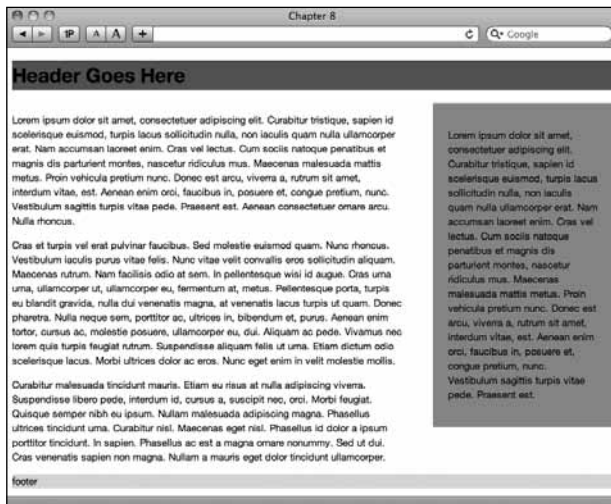 Chapter 8
1P A A + Google
Header Goes Here
Lorem ipsum dolor sit amet, consectetuer adipiscing elit. Curabitur tristique, sapien id
scelerisque euismod, turpis lacus sollicitudin nulla, non iaculis quam nulla ullamcorper
erat. Nam accumsan laoreet enim. Cras vel lectus. Cum sociis natoque penatibus et
magnis dis parturient montes, nascetur ridiculus mus. Maecenas malesuada mattis
metus. Proin vehicula pretium nunc. Donec est arcu, viverra a, rutrum sit amet,
interdum vitae, est. Aenean enim orci, faucibus in, posuere et, congue pretium, nunc.
Vestibulum sagittis turpis vitae pede. Praesent est. Aenean consectetuer ornare arcu.
Nulla rhoncus.
Cras et turpis vel erat pulvinar faucibus. Sed molestie euismod quam. Nunc rhoncus.
Vestibulum iaculis purus vitae felis. Nunc vitae velit convallis eros sollicitudin aliquam.
Maecenas rutrum. Nam facilisis odio at sem. In pellentesque wisi id augue. Cras urna
urna, ullamcorper ut, ullamcorper eu, fermentum at, metus. Pellentesque porta, turpis
eu blandit gravida, nulla dui venenatis magna, at venenatis lacus turpis ut quam. Donec
pharetra. Nulla neque sem, porttitor ac, ultrices in, bibendum et, purus. Aenean enim
tortor, cursus ac, molestie posuere, ullamcorper eu, dui. Aliquam ac pede. Vivamus nec
lorem quis turpis feugiat rutrum. Suspendisse aliquam felis ut urna. Etiam dictum odio
scelerisque lacus. Morbi ultrices dolor ac eros. Nunc eget enim in velit molestie mollis.
Curabitur malesuada tincidunt mauris. Etiam eu risus at nulla adipiscing viverra.
Suspendisse libero pede, interdum id, cursus a, suscipit nec, orci. Morbi feugiat.
Quisque semper nibh eu ipsum. Nullam malesuada adipiscing magna. Phasellus
ultrices tincidunt urna. Curabitur nisl. Maecenas eget nisl. Phasellus id dolor a ipsum
porttitor tincidunt. In sapien. Phasellus ac est a magna ornare nonummy. Sed ut dui.
Cras venenatis sapien non magna. Nullam a mauris eget dolor tincidunt ullamcorper.
Lorem ipsum dolor sit amet,
consectetuer adipiscing elit.
Curabitur tristique, sapien id
scelerisque euismod, turpis lacus
sollicitudin nulla, non iaculis
quam nulla ullamcorper erat. Nam
accumsan laoreet enim. Cras vel
lectus. Cum sociis natoque
penatibus et magnis dis
parturient montes, nascetur
ridiculus mus. Maecenas
malesuada mattis metus. Proin
vehicula pretium nunc. Donec est
arcu, viverra a, rutrum sit amet,
interdum vitae, est. Aenean enim
orci, faucibus in, posuere et,
congue pretium, nunc.
Vestibulum sagittis turpis vitae
pede. Praesent est.
footer